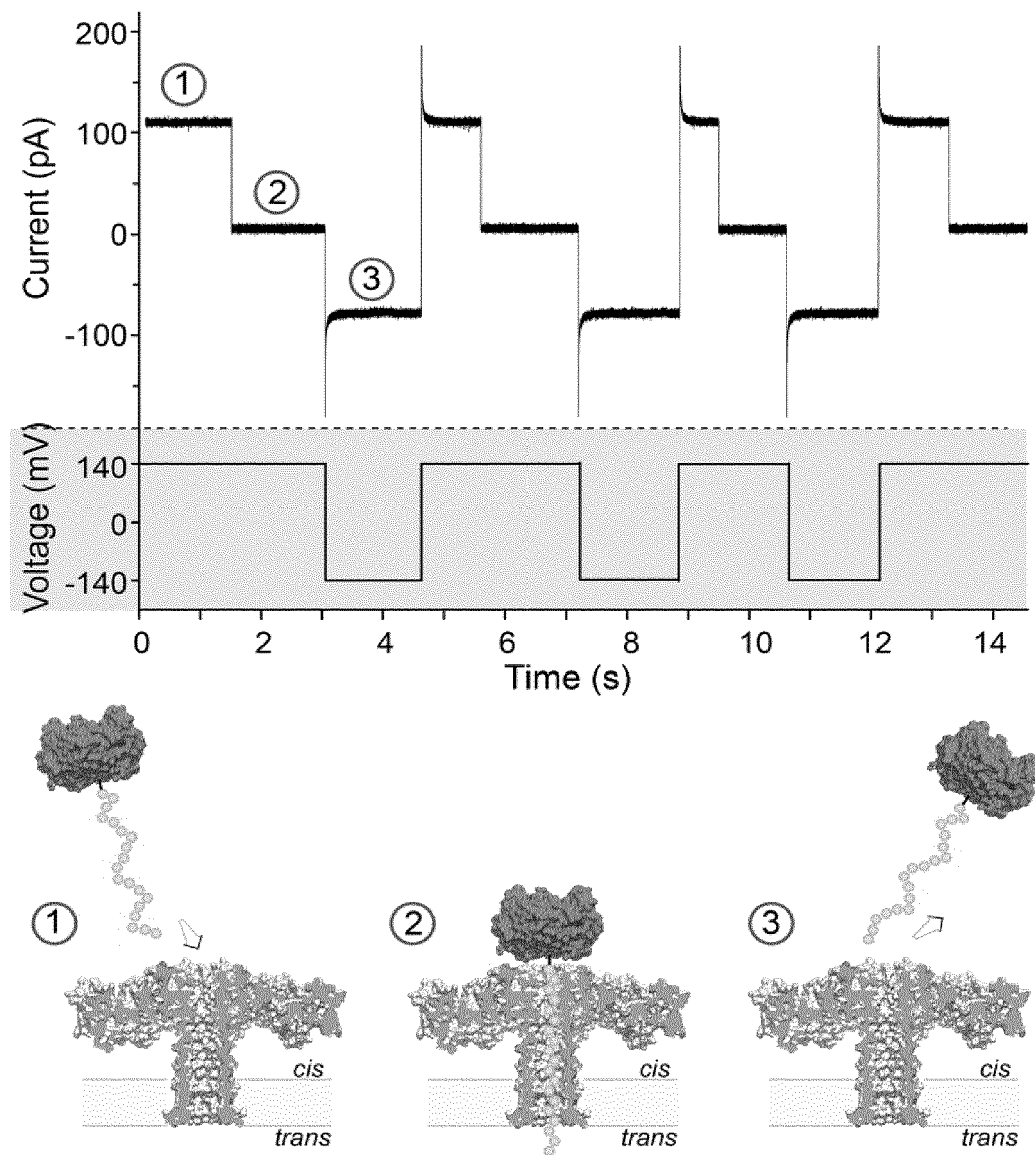 200
①
100
②
0
③
-100
Current (pA)
140
0
-140
Voltage (mV)
0 2 4 6 8 10 12 14
Time (s)
① ② ③
cis cis cis
trans trans trans